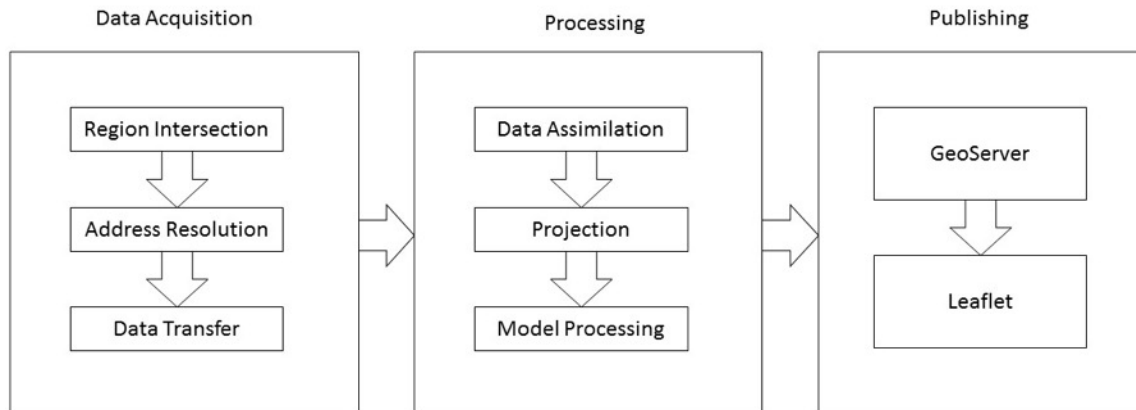 Data Acquisition
Region Intersection
Address Resolution
Data Transfer
Processing
Data Assimilation
Projection
Model Processing
Publishing
GeoServer
Leaflet